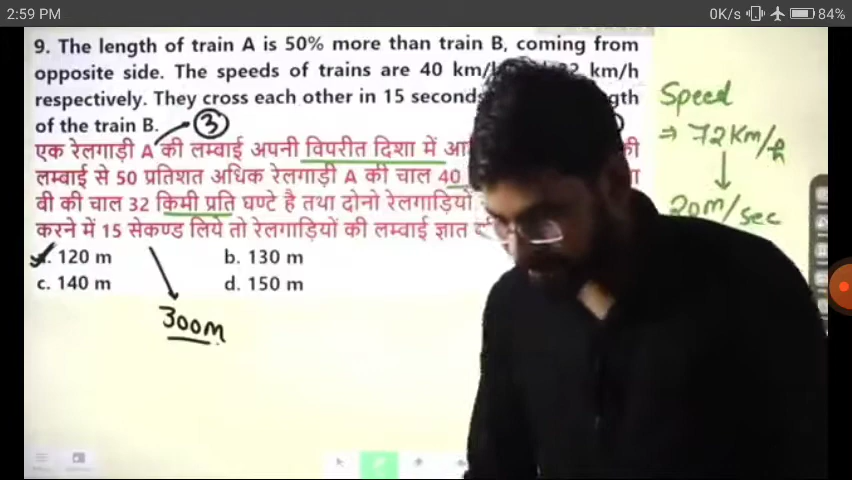 2:59 PM
0K/s 84%
9. The length of train A is 50% more than train B, coming from
opposite side. The speeds of trains are 40 km/h km/h
respectively. They cross each other in 15 second
of the train B. 3
एक रेलगाड़ी A की लम्बाई अपनी विपरीत दिशा में की
लम्बाई से 50 प्रतिशत अधिक रेलगाड़ी A की चाल 40
वी की चाल 32 किमी प्रति घण्टे है तथा दोनो रेलगाड़ियों
करने में 15 सेकण्ड लिये तो रेलगाड़ियों की लम्बाई ज्ञात
120 m b. 130 m
c. 140 m d. 150 m
300m
Speed
⇒ 72Km/h
↓
20m/sec